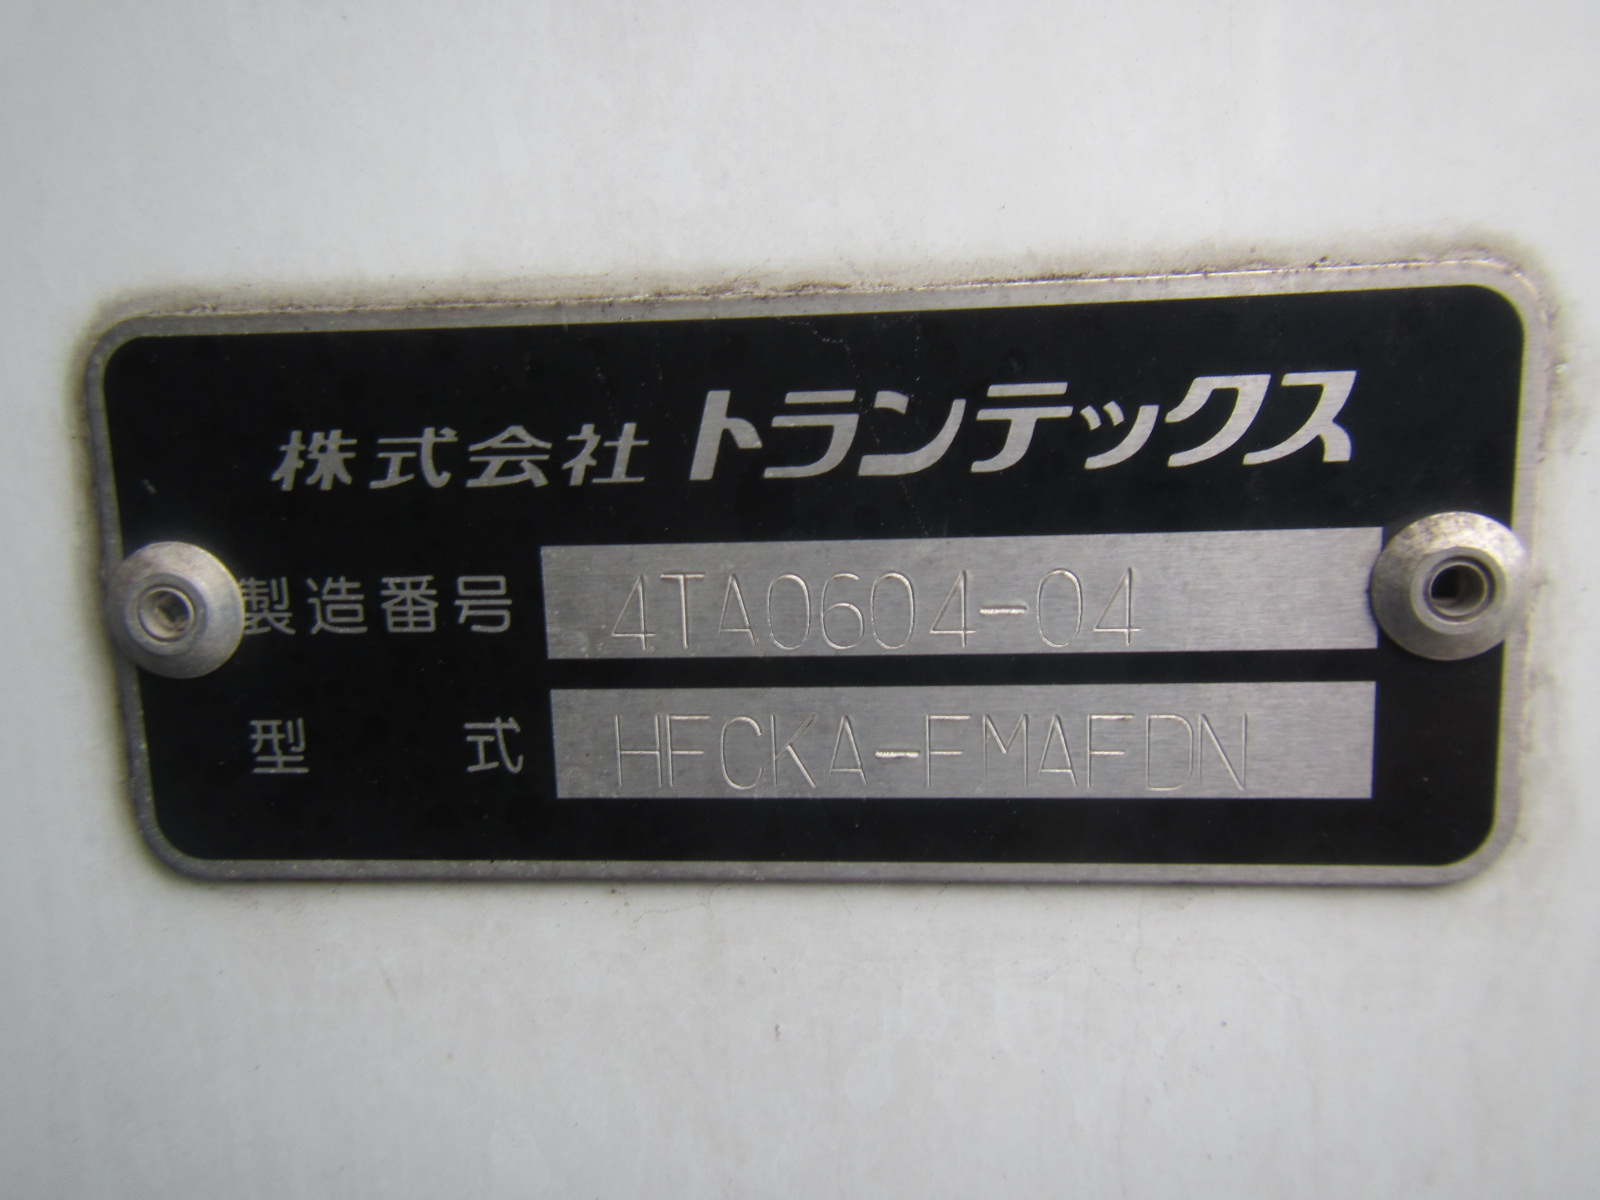 株式会社 トランテックス
製造番号 4TA0604-04
型式 HFCKA-FMAFDN